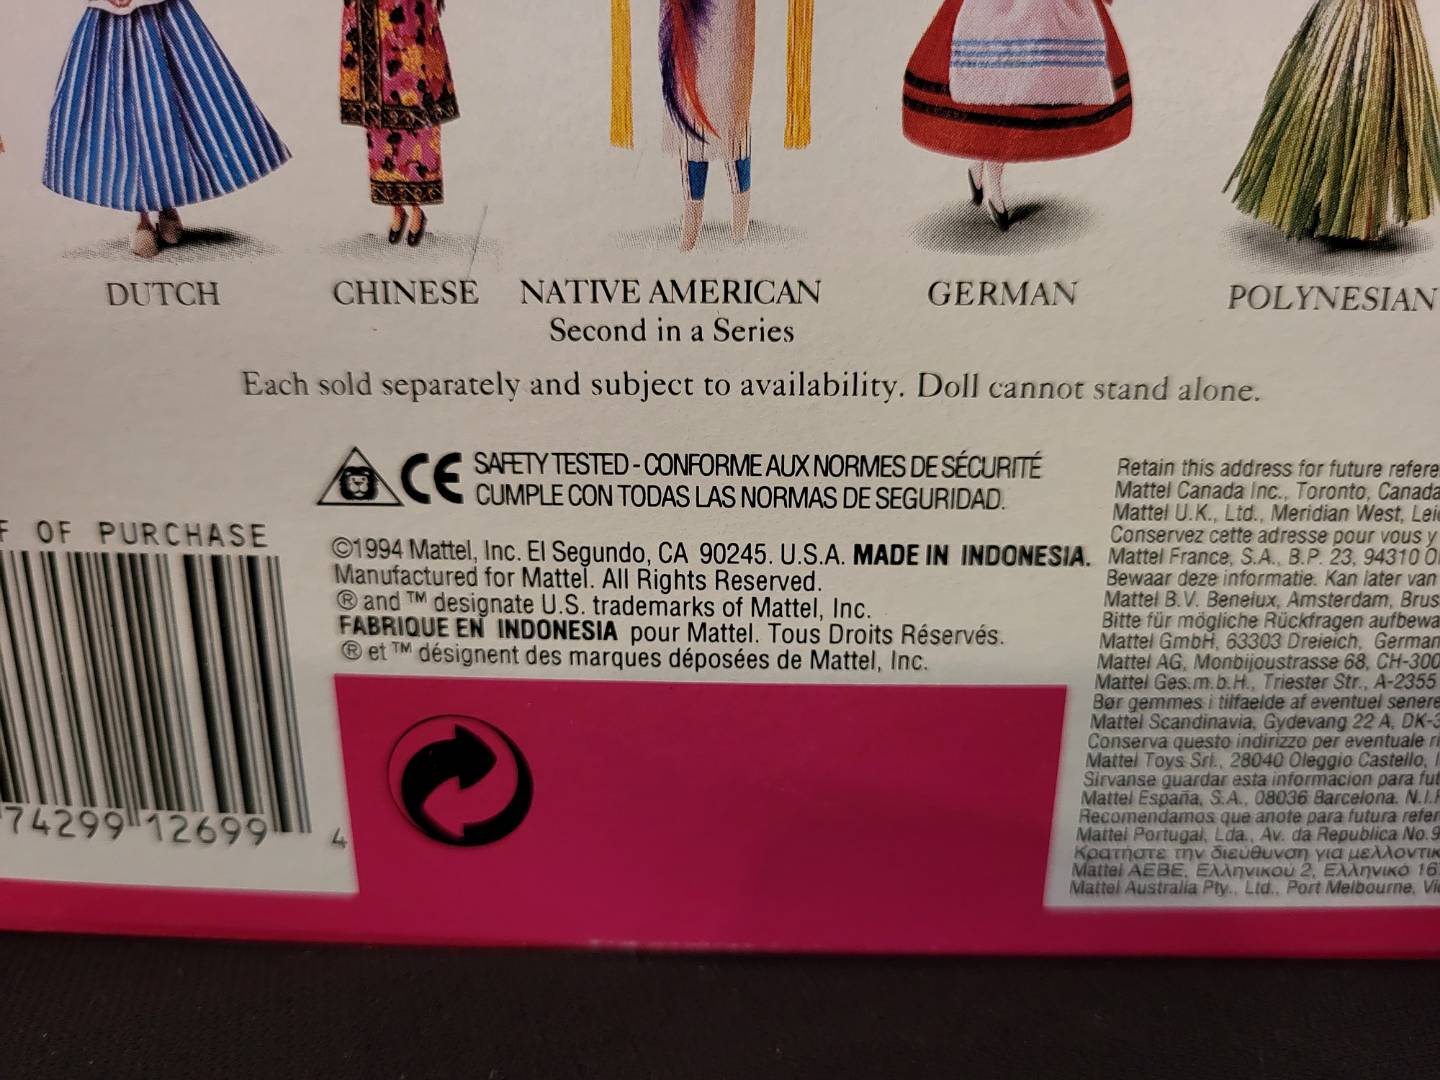 DUTCH
CHINESE
NATIVE AMERICAN
Second in a Series
GERMAN
POLYNESIAN
Each sold separately and subject to availability. Doll cannot stand alone.
CE
SAFETY TESTED - CONFORME AUX NORMES DE SÉCURITÉ
CUMPLE CON TODAS LAS NORMAS DE SEGURIDAD.
OF PURCHASE
74299 12699 4
©1994 Mattel, Inc. El Segundo, CA 90245. U.S.A. MADE IN INDONESIA.
Manufactured for Mattel. All Rights Reserved.
® and ™ designate U.S. trademarks of Mattel, Inc.
FABRIQUE EN INDONESIA pour Mattel. Tous Droits Réservés.
® et ™ désignent des marques déposées de Mattel, Inc.
Retain this address for future
Mattel Canada Inc., Toronto, Canada
Mattel U.K., Ltd., Meridian West,
Conservez cette adresse pour vous y
Mattel France, S.A., B.P. 23, 94310
Bewaar deze informatie. Kan later van
Mattel B.V. Benelux, Amsterdam,
Bitte für mögliche Rückfragen
Mattel GmbH, 63303 Dreieich,
Mattel AG, Monbijoustrasse 68,
Mattel Ges.m.b.H., Triester Str., A-2355
Bør gemmes i tilfaelde af eventuel
Mattel Scandinavia, Gydevang 22 A,
Conserva questo indirizzo per eventuale
Mattel Toys Srl., 28040 Oleggio Castello,
Sirvanse guardar esta informacion para
Mattel España, S.A., 08036 Barcelona.
Recomendamos que anote para futura
Mattel Portugal, Lda., Av. da Republica
Κρατήστε την διεύθυνση για
Mattel AEBE, Ελληνικού 2, Ελληνικό
Mattel Australia Pty., Ltd., Port Melbourne,